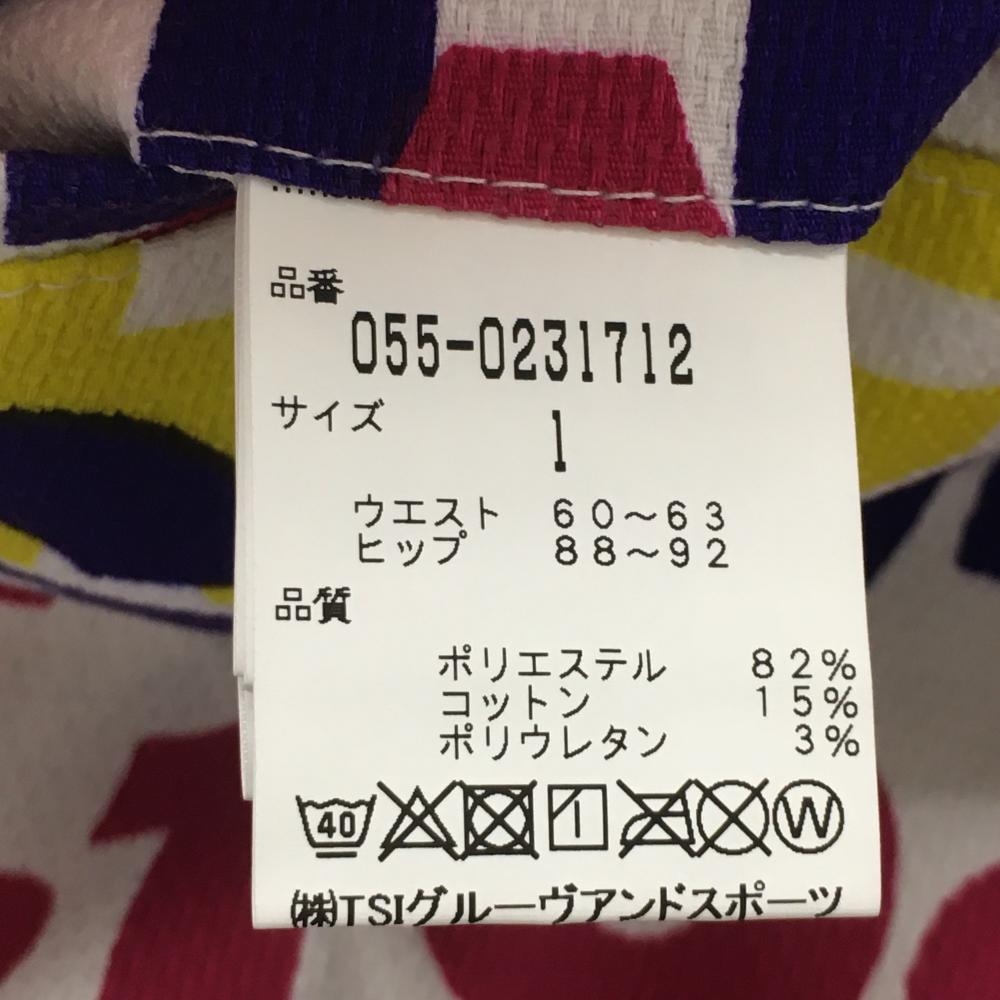 品番
055-0231712
サイズ
1
ウエスト 60~63
ヒップ 88~92
品質
ポリエステル 82%
コットン 15%
ポリウレタン 3%
40 W
㈱TSIグルーヴアンドスポーツ